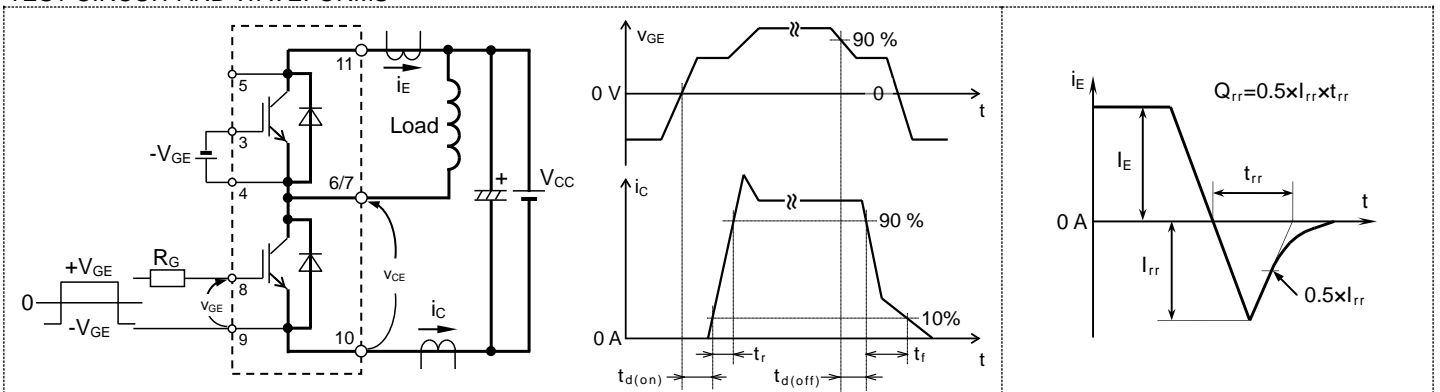 5
3
-VGE
4
11
iE
Load
6/7
+
VCC
+VGE
0
-VGE
RG
8
vGE
9
vCE
iC
10
vGE
90 %
0 V
0
t
iC
90 %
10%
0 A
tr
tf
t
td(on)
td(off)
iE
Qrr=0.5×Irr×trr
IE
trr
t
0 A
Irr
0.5×Irr